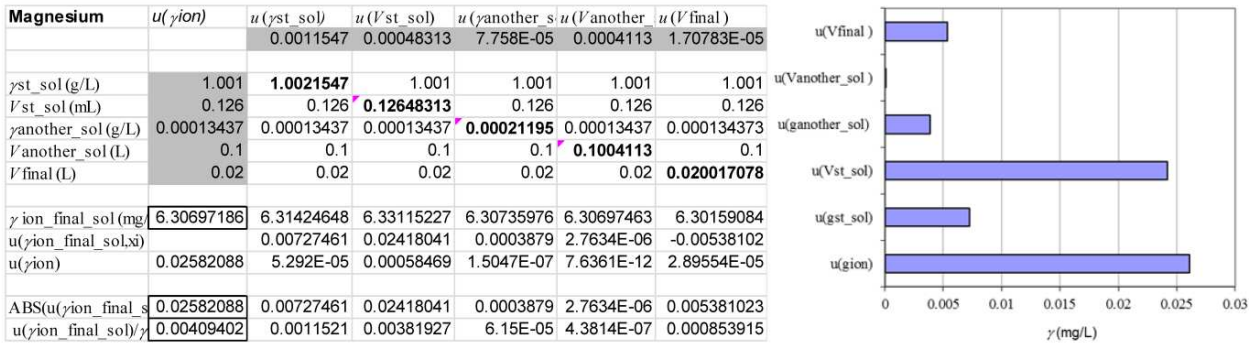 Magnesium u(γion) u(γst_sol) u(Vst_sol) u(γanother_s u(Vanother_ u(Vfinal )
0.0011547 0.00048313 7.758E-05 0.0004113 1.70783E-05
γst_sol (g/L) 1.001 1.0021547 1.001 1.001 1.001 1.001
Vst_sol (mL) 0.126 0.126 0.12648313 0.126 0.126 0.126
γanother_sol (g/L) 0.00013437 0.00013437 0.00013437 0.00021195 0.00013437 0.000134373
Vanother_sol (L) 0.1 0.1 0.1 0.1 0.1004113 0.1
Vfinal (L) 0.02 0.02 0.02 0.02 0.02 0.020017078
γ ion_final_sol (mg/ 6.30697186 6.31424648 6.33115227 6.30735976 6.30697463 6.30159084
u(γion_final_sol,xi) 0.00727461 0.02418041 0.0003879 2.7634E-06 -0.00538102
u(γion) 0.02582088 5.292E-05 0.00058469 1.5047E-07 7.6361E-12 2.89554E-05
ABS(u(γion_final_s 0.02582088 0.00727461 0.02418041 0.0003879 2.7634E-06 0.005381023
u(γion_final_sol)/γ 0.00409402 0.0011521 0.00381927 6.15E-05 4.3814E-07 0.000853915
u(Vfinal )
u(Vanother_sol )
u(ganother_sol)
u(Vst_sol)
u(gst_sol)
u(gion)
0 0.005 0.01 0.015 0.02 0.025 0.03
γ (mg/L)